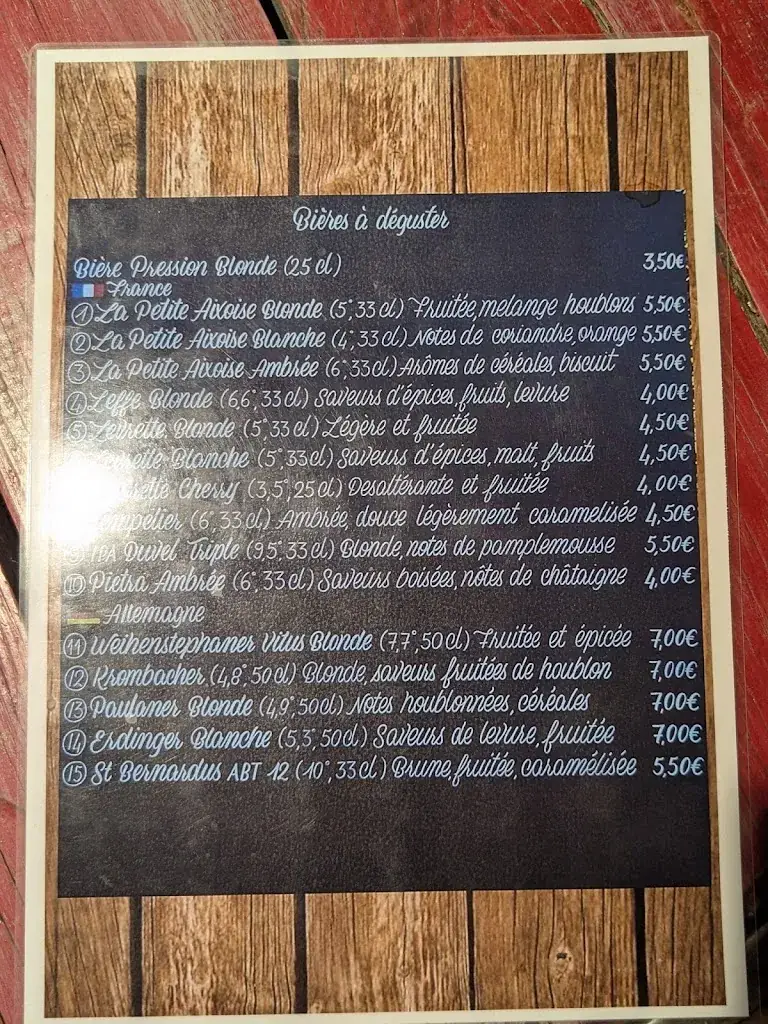 Bières à déguster
Bière Pression Blonde (25 cl) 3,50€
France
1 La Petite Aixoise Blonde (5°, 33 cl) Fruitée, melange houblons 5,50€
2 La Petite Aixoise Blanche (4°, 33 cl) Notes de coriandre, orange 5,50€
3 La Petite Aixoise Ambrée (6°, 33 cl) Arômes de céréales, biscuit 5,50€
4 Leffe Blonde (6,6°, 33 cl) Saveurs d'épices, fruits, levure 4,00€
5 Levrette Blonde (5°, 33 cl) Légère et fruitée 4,50€
Blanche (5°, 33 cl) Saveurs d'épices, malt, fruits 4,50€
Cherry (3,5°, 25 cl) Desaltérante et fruitée 4,00€
(6°, 33 cl) Ambrée, douce légèrement caramelisée 4,50€
Duvel Triple (9,5°, 33 cl) Blonde, notes de pamplemousse 5,50€
10 Pietra Ambrée (6°, 33 cl) Saveurs boisées, nôtes de châtaigne 4,00€
Allemagne
11 Weihenstephaner Vitus Blonde (7,7°, 50 cl) Fruitée et épicée 7,00€
12 Krombacher (4,8°, 50 cl) Blonde, saveurs fruitées de houblon 7,00€
13 Paulaner Blonde (4,9°, 50cl) Notes houblonnées, céréales 7,00€
14 Erdinger Blanche (5,3°, 50cl) Saveurs de levure, fruitée 7,00€
15 St Bernardus ABT 12 (10°, 33 cl) Brune, fruitée, caramélisée 5,50€